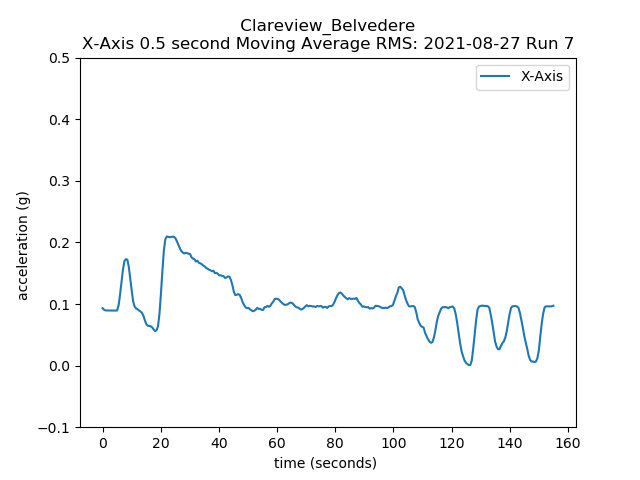 Clareview_Belvedere
X-Axis 0.5 second Moving Average RMS: 2021-08-27 Run 7
X-Axis
acceleration (g)
0.5
0.4
0.3
0.2
0.1
0.0
−0.1
0 20 40 60 80 100 120 140 160
time (seconds)